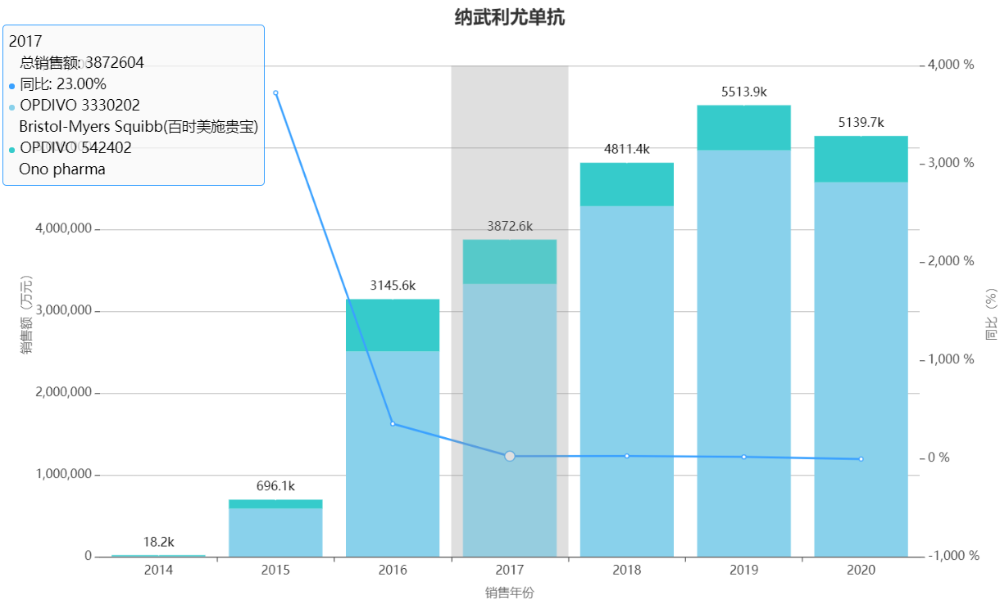 纳武利尤单抗
2017
总销售额: 3872604
同比: 23.00%
OPDIVO 3330202
Bristol-Myers Squibb(百时美施贵宝)
OPDIVO 542402
Ono pharma
4,000,000
3,000,000
2,000,000
1,000,000
0
销售额（万元）
4,000 %
3,000 %
2,000 %
1,000 %
0 %
-1,000 %
同比（%）
18.2k
696.1k
3145.6k
3872.6k
4811.4k
5513.9k
5139.7k
2014
2015
2016
2017
2018
2019
2020
销售年份